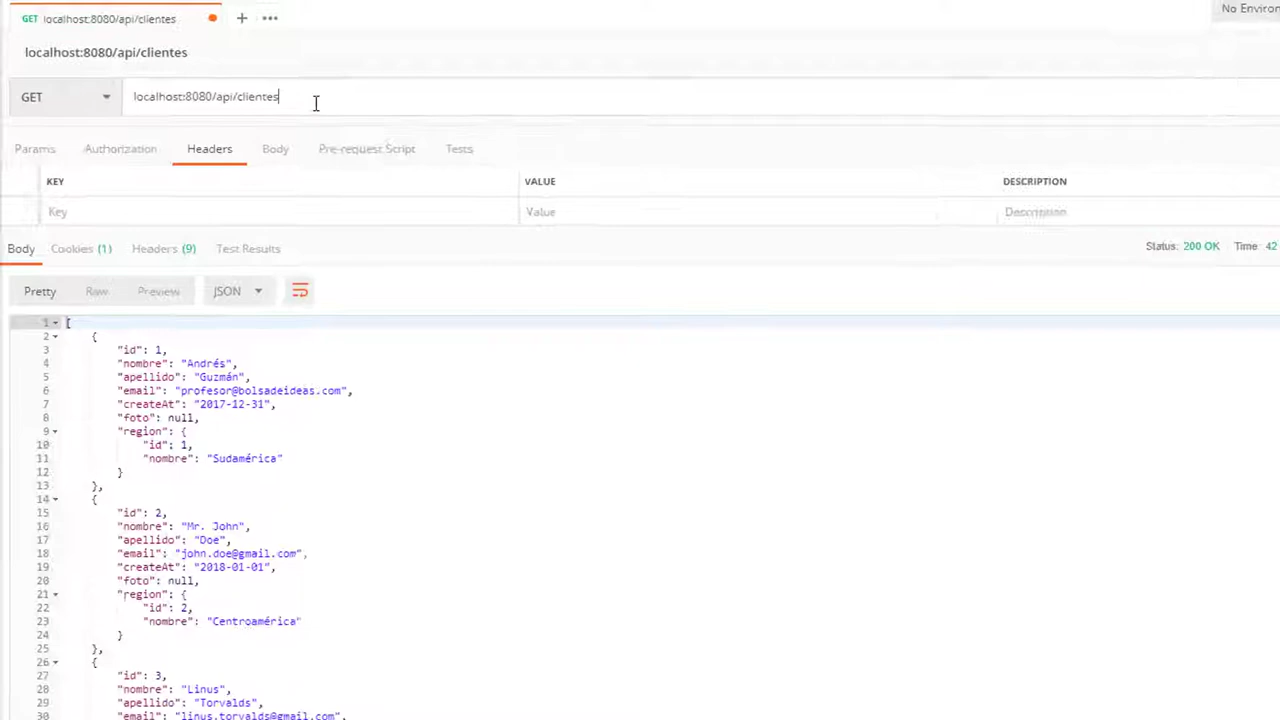 GET localhost:8080/api/clientes + •••
No Environ
localhost:8080/api/clientes
GET localhost:8080/api/clientes
Params Authorization Headers Body Pre-request Script Tests
KEY VALUE DESCRIPTION
Key Value Description
Body Cookies (1) Headers (9) Test Results Status: 200 OK Time: 42
Pretty Raw Preview JSON
1 [
2 {
3 "id": 1,
4 "nombre": "Andrés",
5 "apellido": "Guzmán",
6 "email": "profesor@bolsadeideas.com",
7 "createAt": "2017-12-31",
8 "foto": null,
9 "region": {
10 "id": 1,
11 "nombre": "Sudamérica"
12 }
13 },
14 {
15 "id": 2,
16 "nombre": "Mr. John",
17 "apellido": "Doe",
18 "email": "john.doe@gmail.com",
19 "createAt": "2018-01-01",
20 "foto": null,
21 "region": {
22 "id": 2,
23 "nombre": "Centroamérica"
24 }
25 },
26 {
27 "id": 3,
28 "nombre": "Linus",
29 "apellido": "Torvalds",
30 "email": "linus.torvalds@gmail.com",